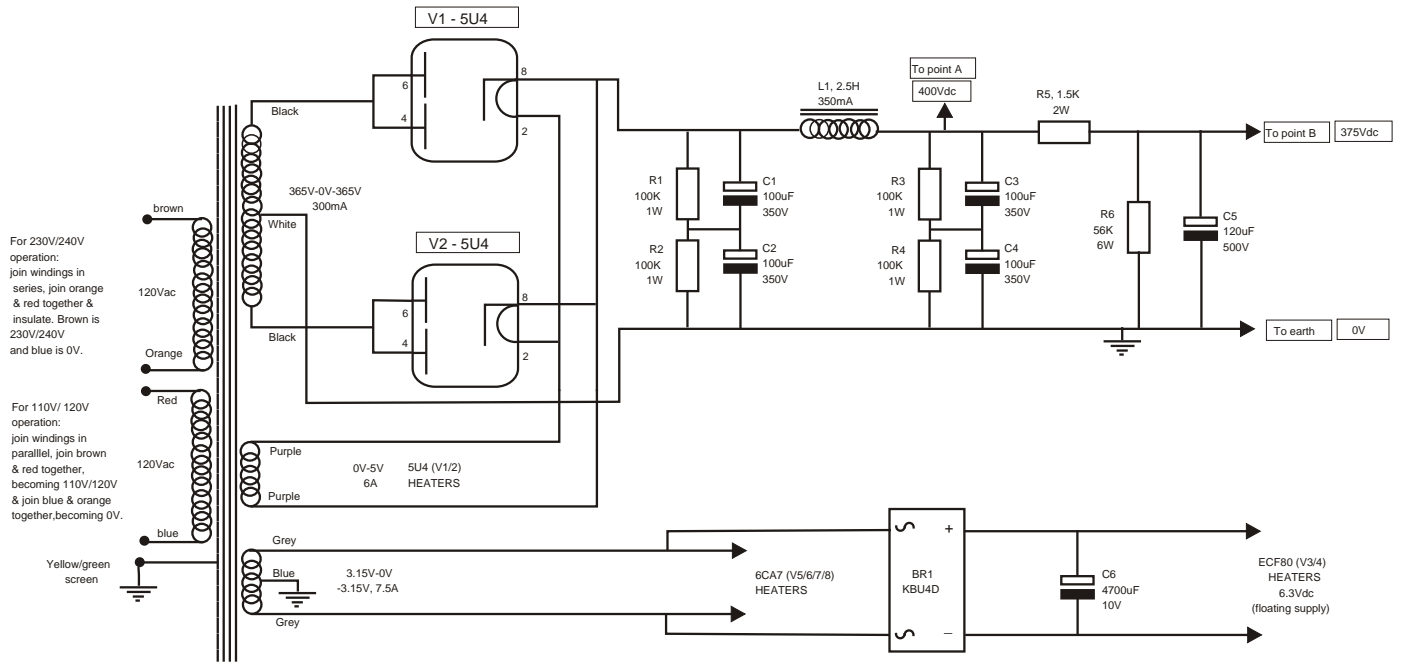 V1 - 5U4
6
4
8
2
Black
365V-0V-365V
300mA
White
V2 - 5U4
6
4
8
2
Black
brown
120Vac
Orange
Red
120Vac
blue
Yellow/green
screen
For 230V/240V
operation:
join windings in
series, join orange
& red together &
insulate. Brown is
230V/240V
and blue is 0V.
For 110V/ 120V
operation:
join windings in
paralllel, join brown
& red together,
becoming 110V/120V
& join blue & orange
together,becoming 0V.
Purple
0V-5V
6A
5U4 (V1/2)
HEATERS
Purple
Grey
Blue
3.15V-0V
-3.15V, 7.5A
Grey
6CA7 (V5/6/7/8)
HEATERS
BR1
KBU4D
+
–
C6
4700uF
10V
ECF80 (V3/4)
HEATERS
6.3Vdc
(floating supply)
L1, 2.5H
350mA
To point A
400Vdc
R5, 1.5K
2W
To point B
375Vdc
R1
100K
1W
C1
100uF
350V
R2
100K
1W
C2
100uF
350V
R3
100K
1W
C3
100uF
350V
R4
100K
1W
C4
100uF
350V
R6
56K
6W
C5
120uF
500V
To earth
0V